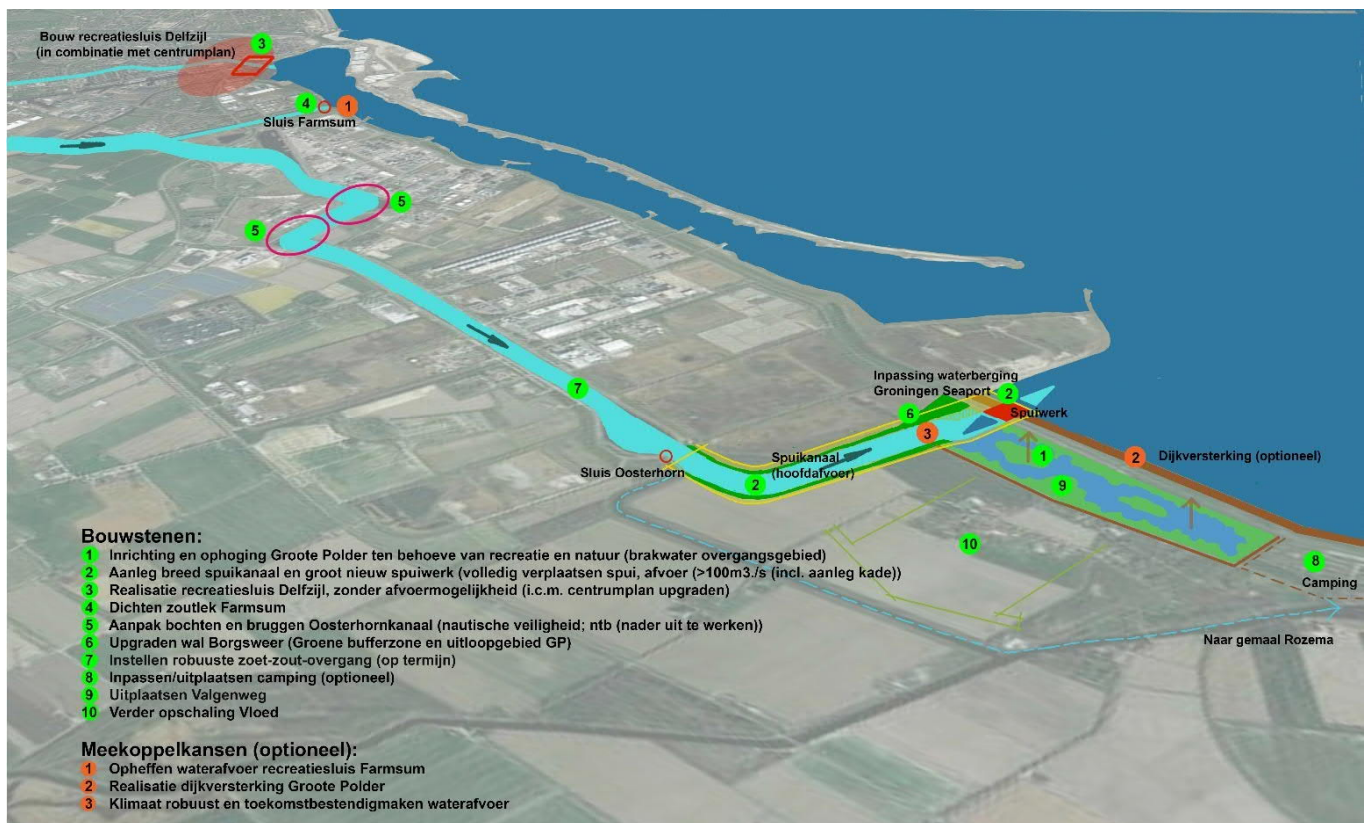 Bouw recreatiesluis Delfzijl
(in combinatie met centrumplan)
3
4
1
Sluis Farmsum
5
5
7
Inpassing waterberging
Groningen Seaport
2
6
Spuiwerk
3
Sluis Oosterhorn
Spuikanaal
(hoofdafvoer)
2
1
2
Dijkversterking (optioneel)
9
10
8
Camping
Naar gemaal Rozema
Bouwstenen:
1 Inrichting en ophoging Groote Polder ten behoeve van recreatie en natuur (brakwater overgangsgebied)
2 Aanleg breed spuikanaal en groot nieuw spuiwerk (volledig verplaatsen spui, afvoer (>100m3./s (incl. aanleg kade))
3 Realisatie recreatiesluis Delfzijl, zonder afvoermogelijkheid (i.c.m. centrumplan upgraden)
4 Dichten zoutlek Farmsum
5 Aanpak bochten en bruggen Oosterhornkanaal (nautische veiligheid; ntb (nader uit te werken))
6 Upgraden wal Borgsweer (Groene bufferzone en uitloopgebied GP)
7 Instellen robuuste zoet-zout-overgang (op termijn)
8 Inpassen/uitplaatsen camping (optioneel)
9 Uitplaatsen Valgenweg
10 Verder opschaling Vloed
Meekoppelkansen (optioneel):
1 Opheffen waterafvoer recreatiesluis Farmsum
2 Realisatie dijkversterking Groote Polder
3 Klimaat robuust en toekomstbestendigmaken waterafvoer